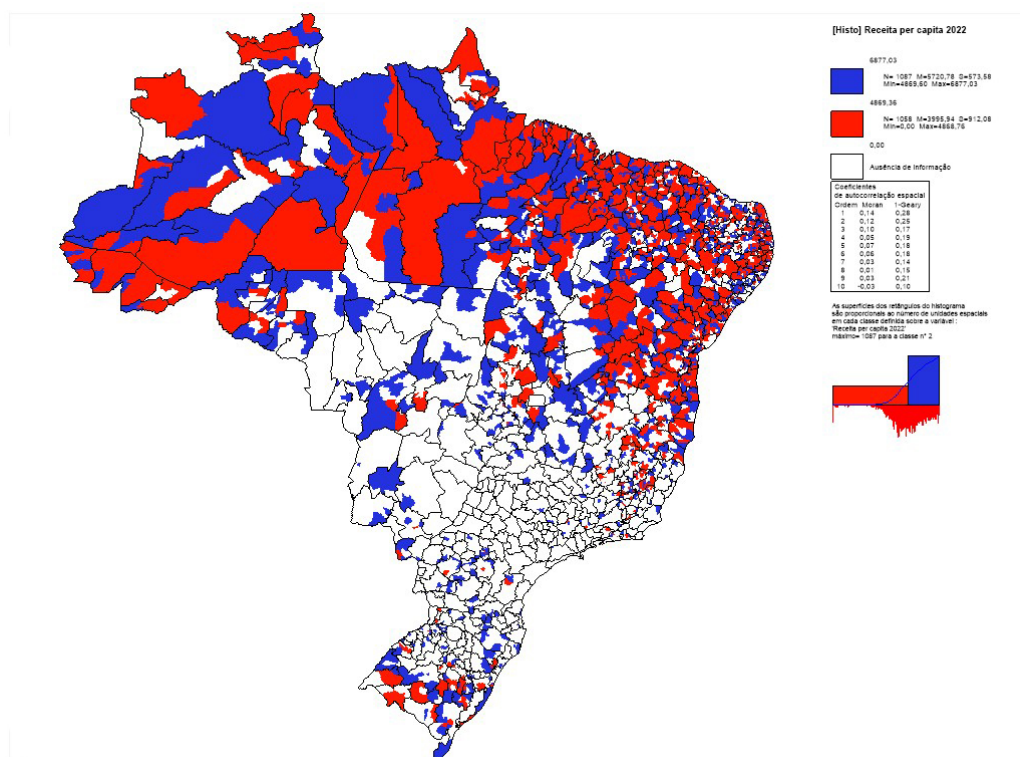 [Histo] Receita per capita 2022
6877,03
N= 1087 M=5720,78 D=573,58
Min=4869,60 Max=6877,03
4869,36
N= 1058 M=3995,94 D=912,08
Min=0,00 Max=4868,76
0,00
Ausência de Informação
Coeficientes
de autocorrelação espacial
Ordem Moran 1-Geary
1 0,14 0,28
2 0,12 0,25
3 0,10 0,17
4 0,05 0,19
5 0,07 0,18
6 0,06 0,18
7 0,03 0,14
8 0,01 0,15
9 0,03 0,21
10 -0,03 0,10
As superfícies dos retângulos do histograma
são proporcionais ao número de unidades espaciais
em cada classe definida sobre a variável :
'Receita per capita 2022'
máximo= 1087 para a classe n° 2